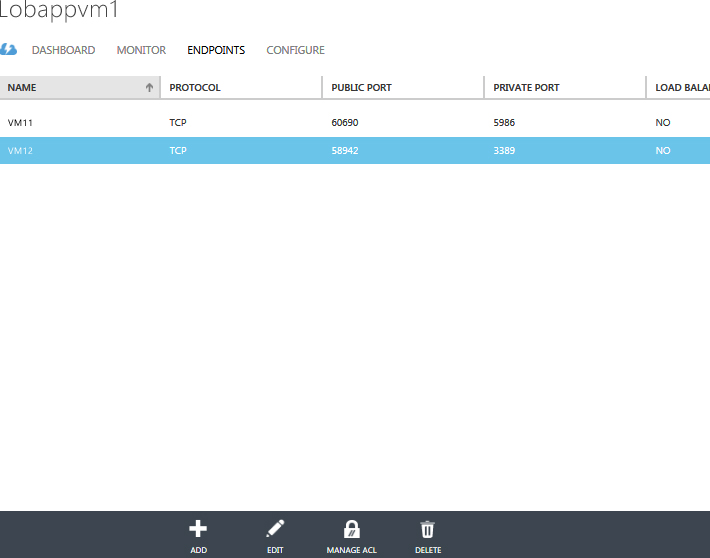 Lobappvm1
DASHBOARD MONITOR ENDPOINTS CONFIGURE
NAME PROTOCOL PUBLIC PORT PRIVATE PORT LOAD BALA
VM11 TCP 60690 5986 NO
VM12 TCP 58942 3389 NO
ADD EDIT MANAGE ACL DELETE